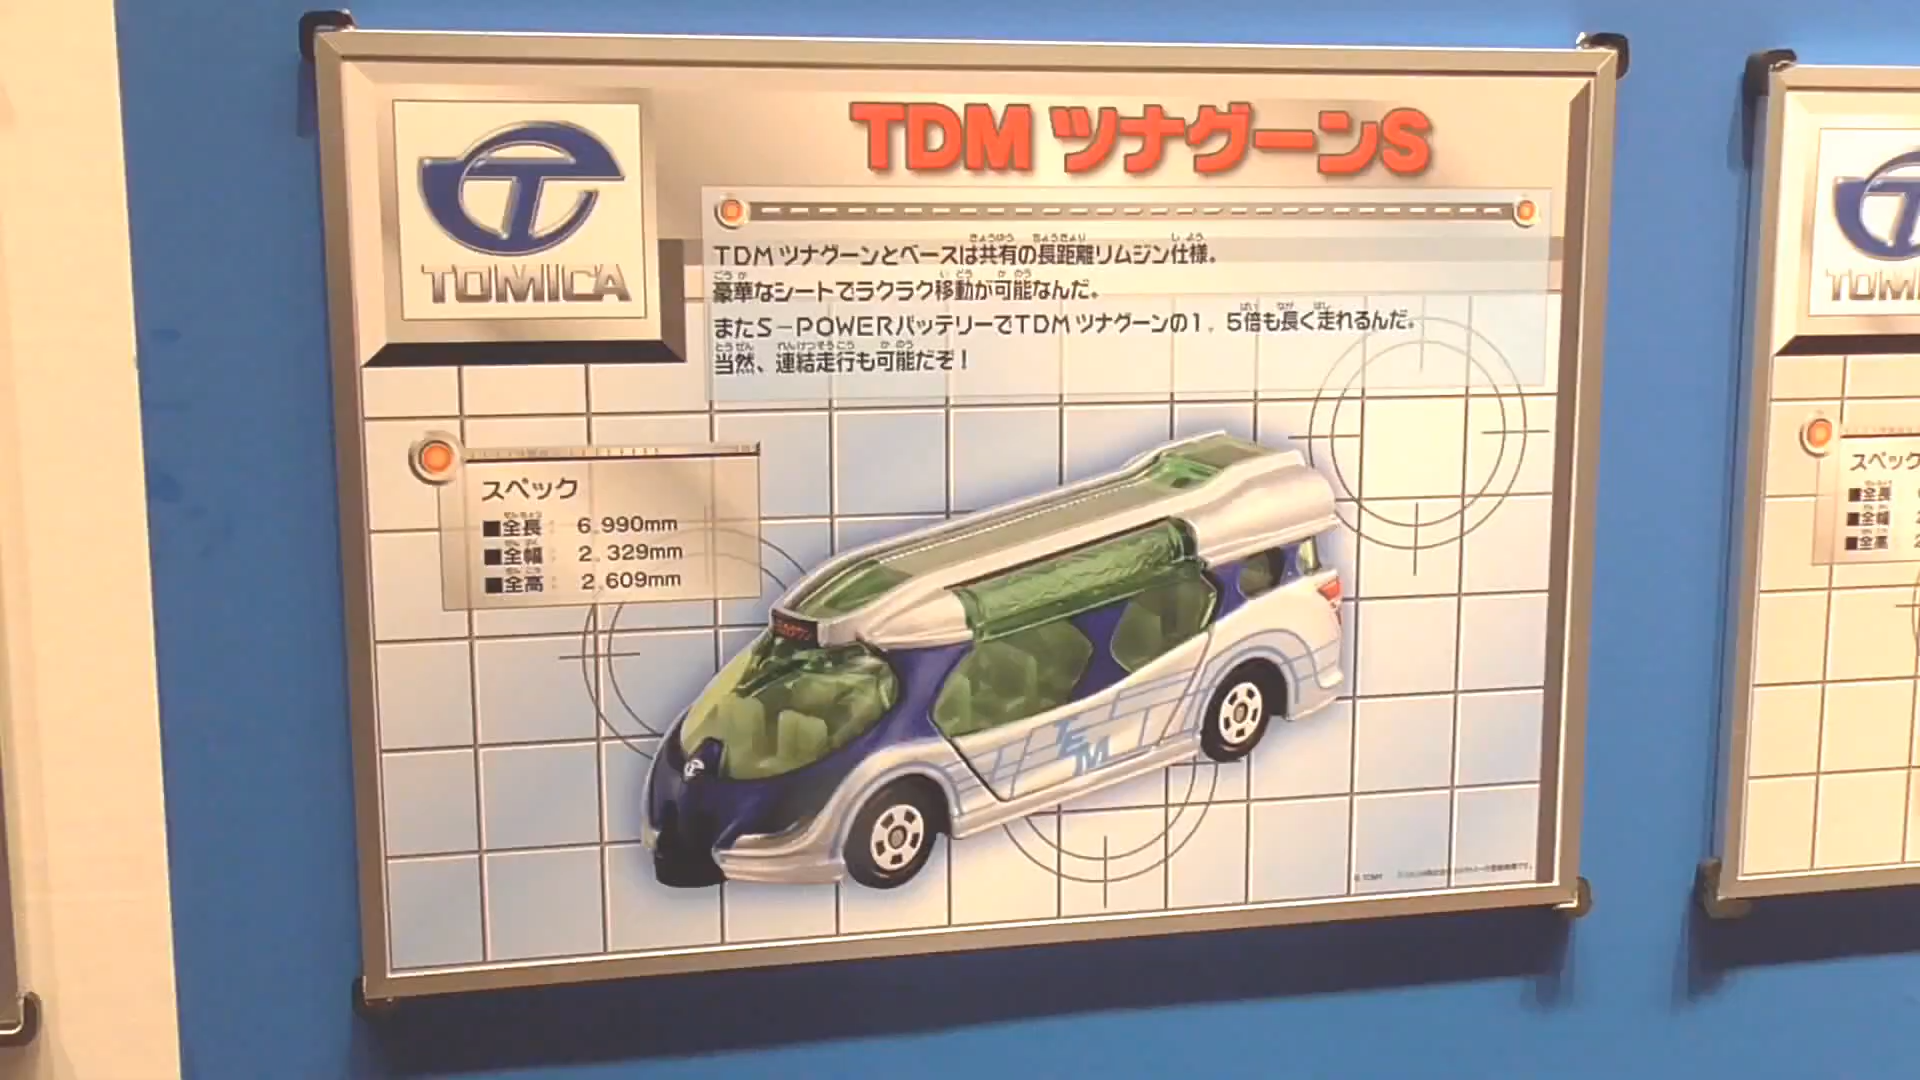 TDM ツナグーンS
TOMICA
TDMツナグーンとベースは共有の長距離リムジン仕様。
豪華なシートでラクラク移動が可能なんだ。
またS-POWERバッテリーでTDMツナグーンの1.5倍も長く走れるんだ。
当然、連結走行も可能だぞ!
スペック
■全長: 6.990mm
■全幅: 2.329mm
■全高: 2.609mm
TDM
スペック
■全長
■全幅
■全高